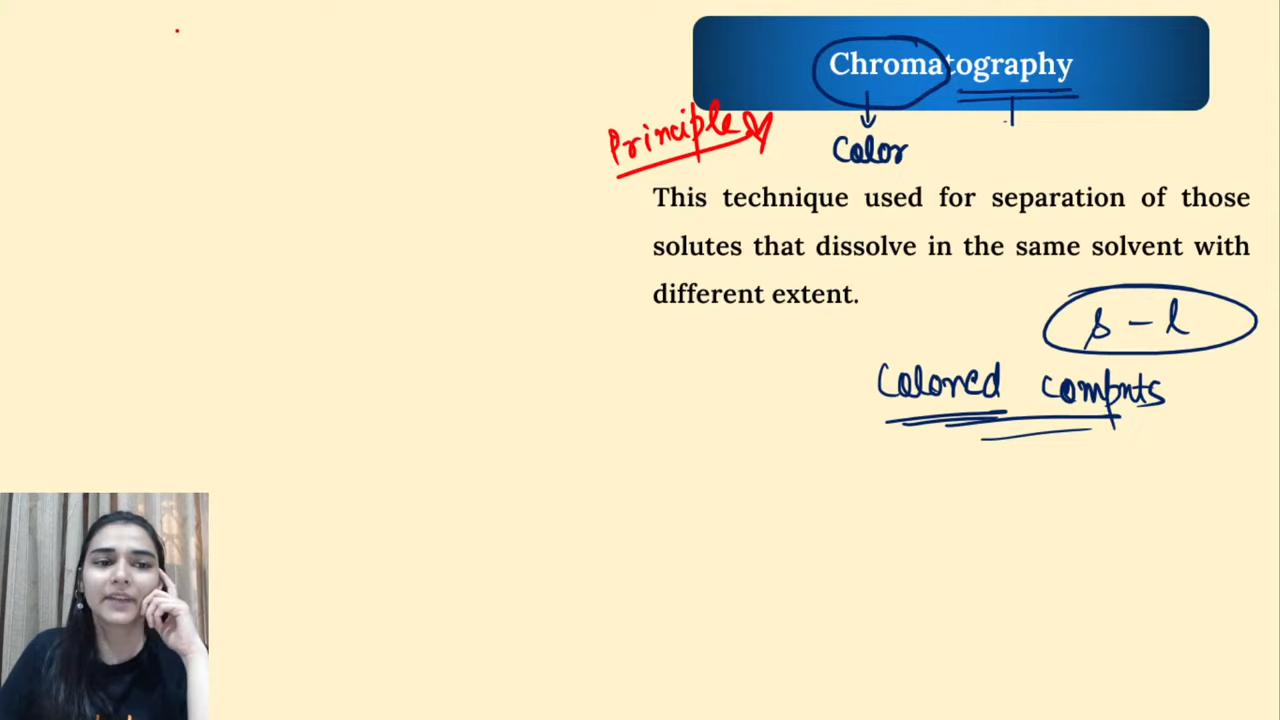 Chromatography
Principle
Color
This technique used for separation of those
solutes that dissolve in the same solvent with
different extent.
s - l
Colored compnts